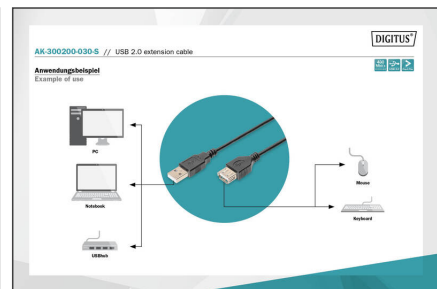 DIGITUS®
AK-300200-030-S // USB 2.0 extension cable
Anwendungsbeispiel
Example of use
PC
Notebook
USBhub
Mouse
Keyboard